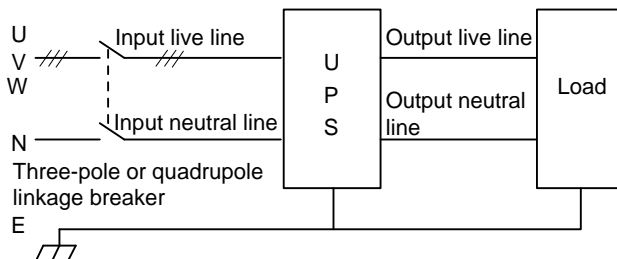 U
V
W
Input live line
Output live line
U
P
S
Load
Output neutral
line
N
Input neutral line
Three-pole or quadrupole
linkage breaker
E